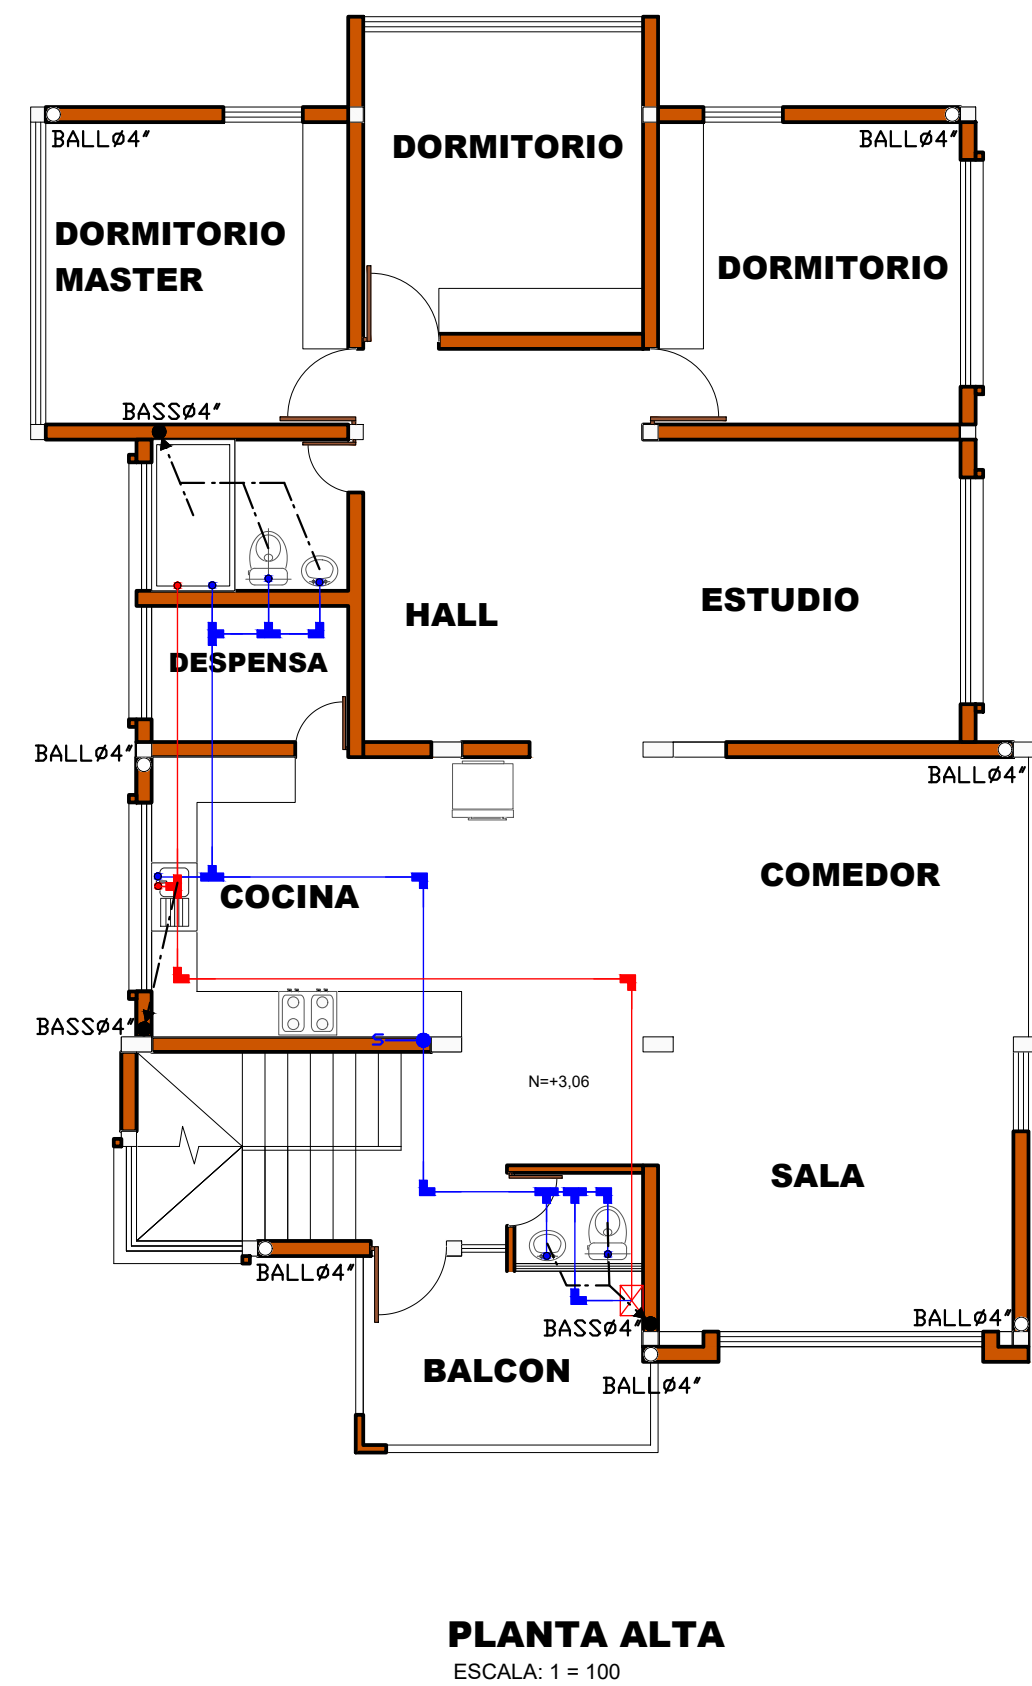 DORMITORIO
BALLØ4"
BALLØ4"
DORMITORIO
MASTER
DORMITORIO
BASSØ4"
HALL
ESTUDIO
DESPENSA
BALLØ4"
BALLØ4"
COCINA
COMEDOR
BASSØ4"
S
N=+3,06
SALA
BALLØ4"
BASSØ4"
BALLØ4"
BALCON
BALLØ4"
PLANTA ALTA
ESCALA: 1 = 100